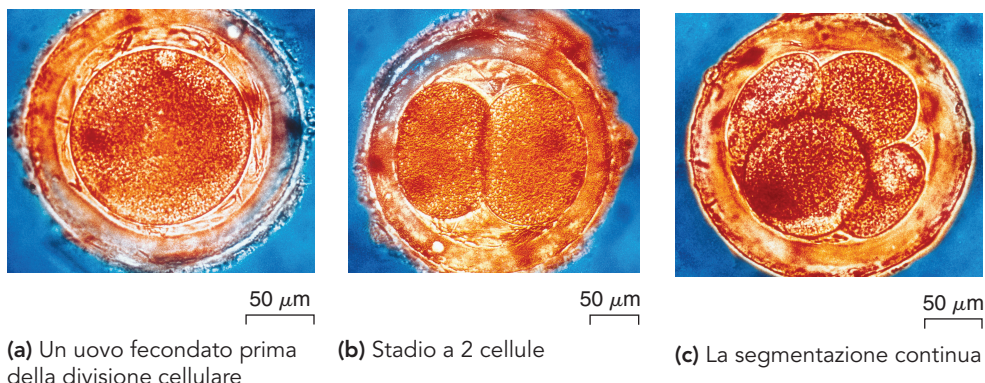 50 μm
50 μm
50 μm
(a) Un uovo fecondato prima
della divisione cellulare
(b) Stadio a 2 cellule
(c) La segmentazione continua